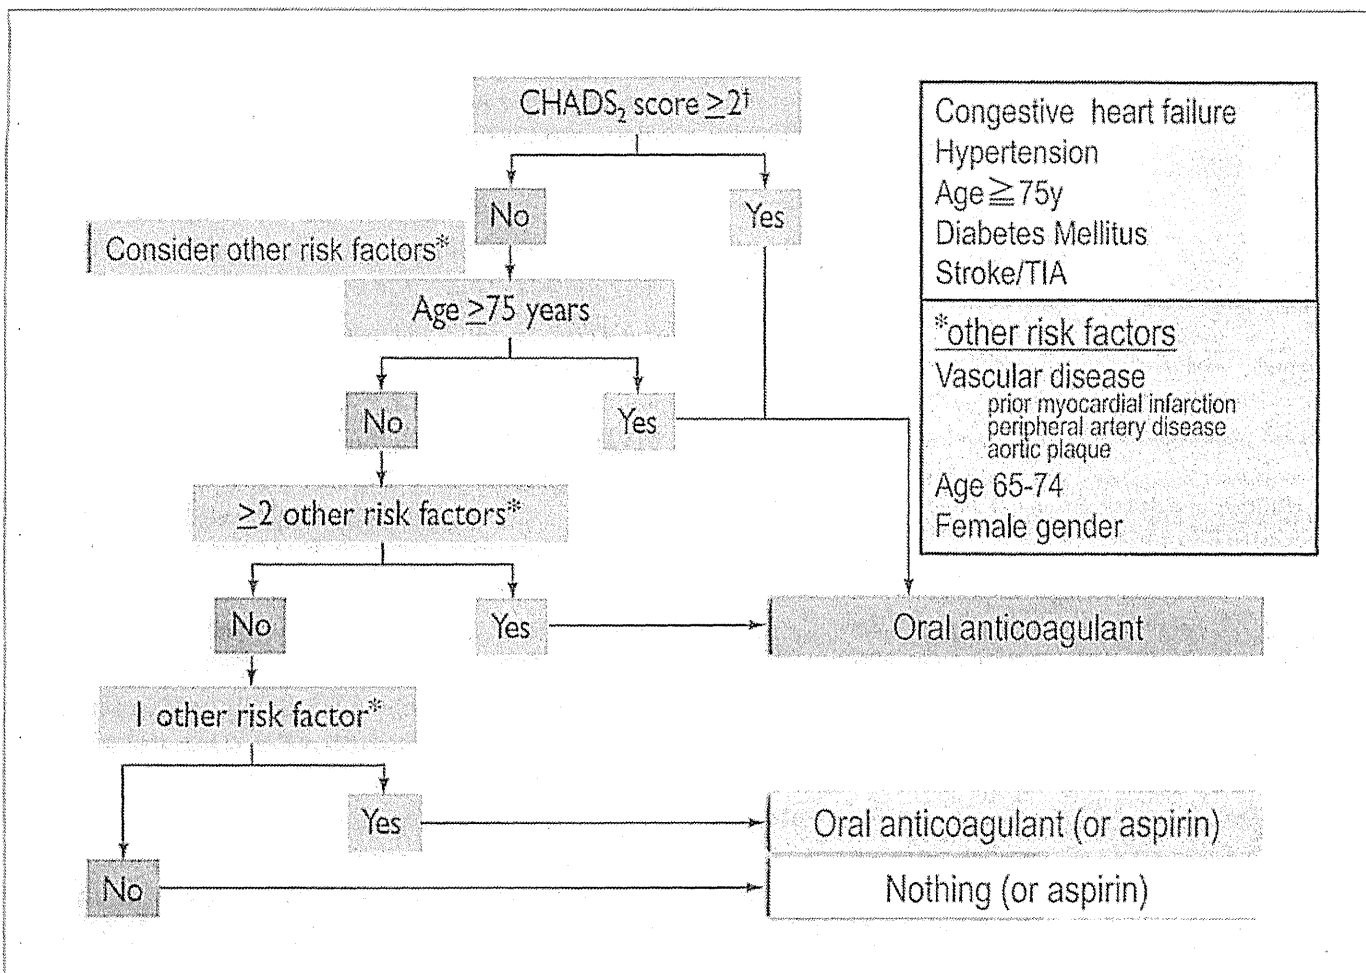 CHADS₂ score ≥2†
No
Yes
Consider other risk factors*
Age ≥75 years
No
Yes
≥2 other risk factors*
No
Yes
Oral anticoagulant
1 other risk factor*
Yes
Oral anticoagulant (or aspirin)
No
Nothing (or aspirin)
Congestive heart failure
Hypertension
Age≧75y
Diabetes Mellitus
Stroke/TIA
*other risk factors
Vascular disease
prior myocardial infarction
peripheral artery disease
aortic plaque
Age 65-74
Female gender